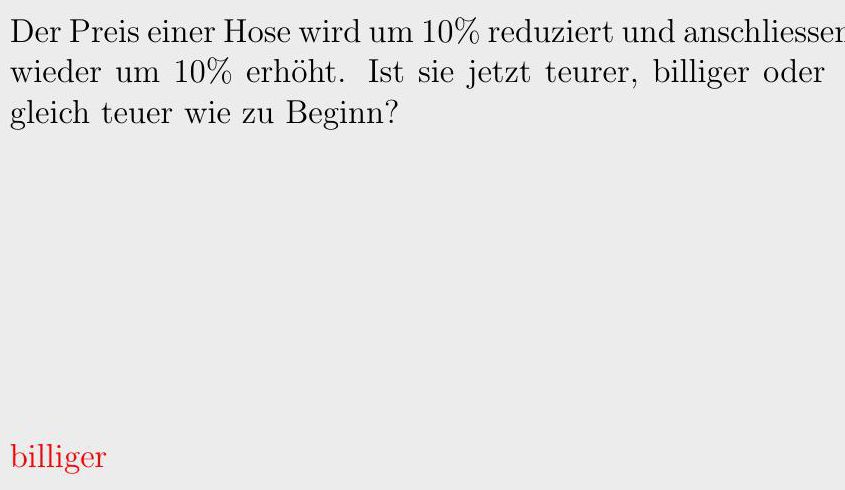 Der Preis einer Hose wird um 10% reduziert und anschliessen
wieder um 10% erhöht. Ist sie jetzt teurer, billiger oder
gleich teuer wie zu Beginn?
billiger